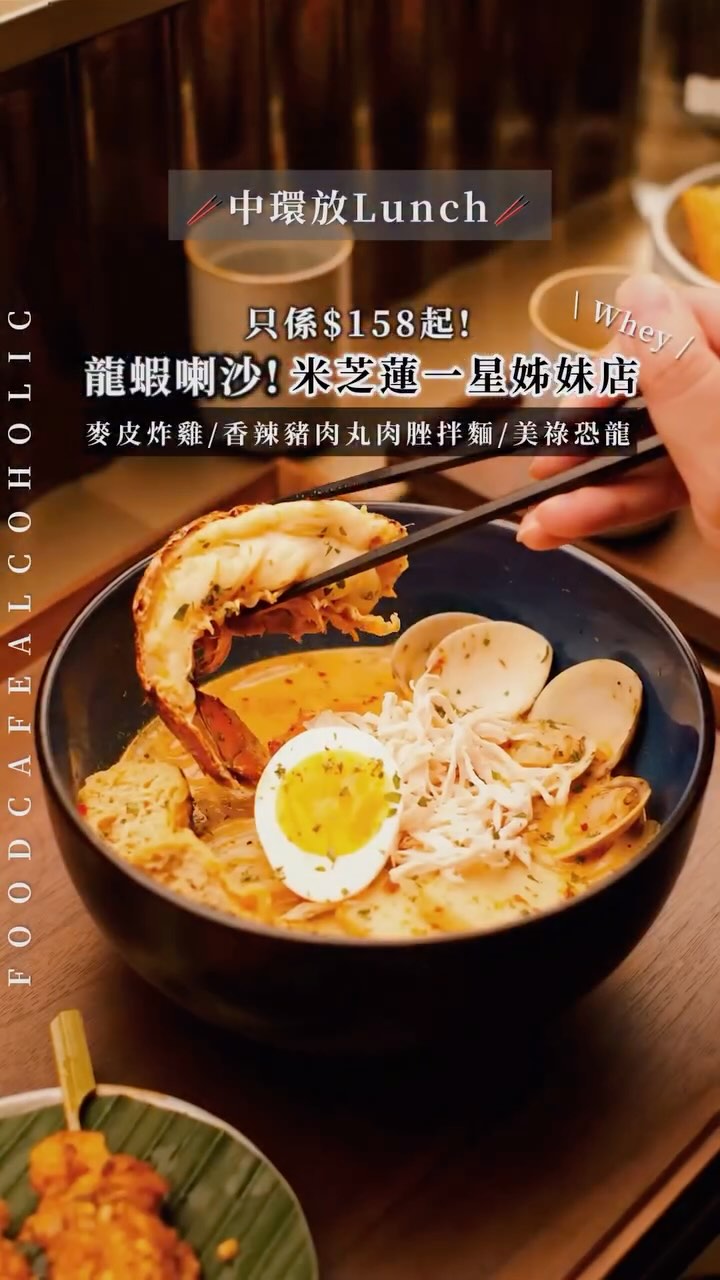 中環放Lunch
只係$158起!
| Whey /
龍蝦喇沙!米芝蓮一星姊妹店
麥皮炸雞/香辣豬肉丸肉脞拌麵/美祿恐龍
FOODCAFEALCOHOLIC